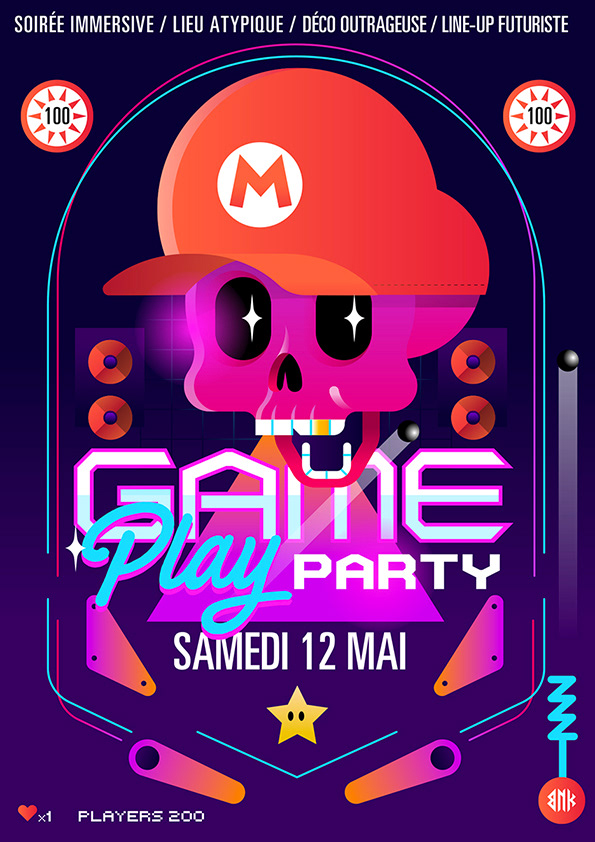 SOIRÉE IMMERSIVE / LIEU ATYPIQUE / DÉCO OUTRAGEUSE / LINE-UP FUTURISTE
100
100
M
GAME
Play PARTY
SAMEDI 12 MAI
BNK
x1 PLAYERS 200